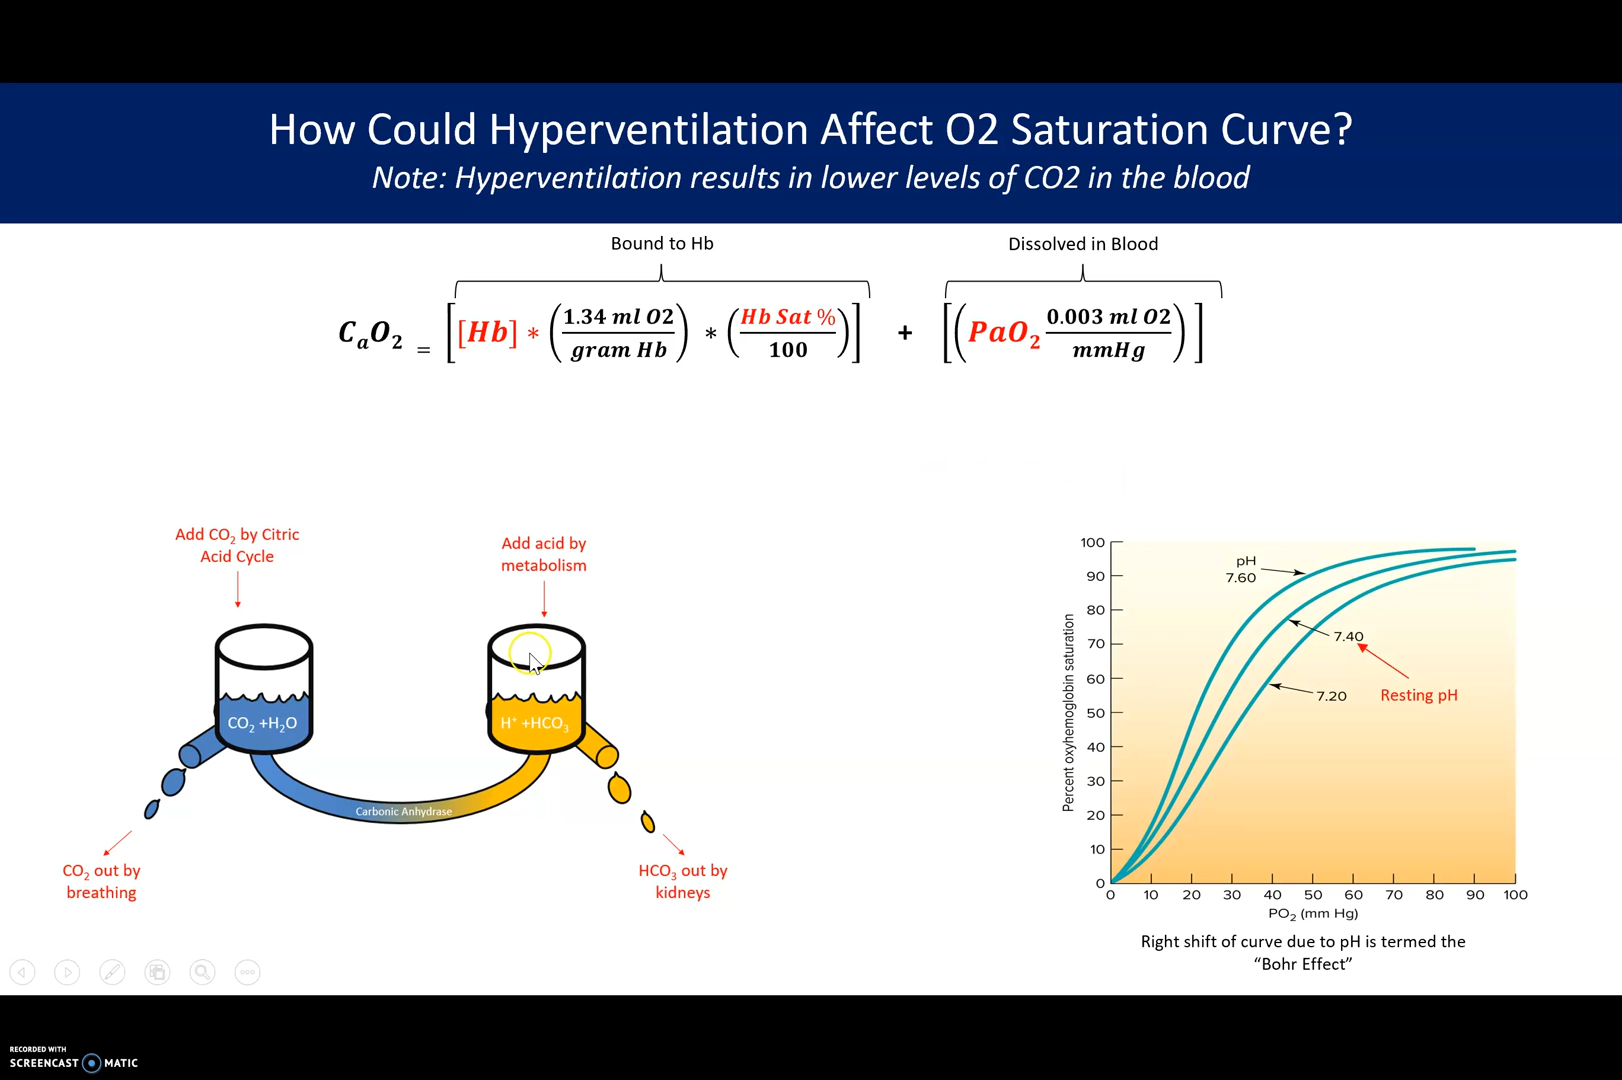 How Could Hyperventilation Affect O2 Saturation Curve?
Note: Hyperventilation results in lower levels of CO2 in the blood
Bound to Hb
Dissolved in Blood
CaO2 = [[Hb] * (1.34 ml O2 / gram Hb) * (Hb Sat % / 100)] + [(PaO2 0.003 ml O2 / mmHg)]
Add CO2 by Citric
Acid Cycle
Add acid by
metabolism
CO2 +H2O
H+ +HCO3
Carbonic Anhydrase
CO2 out by
breathing
HCO3 out by
kidneys
Percent oxyhemoglobin saturation
100
90
80
70
60
50
40
30
20
10
0
pH
7.60
7.40
7.20
Resting pH
0 10 20 30 40 50 60 70 80 90 100
PO2 (mm Hg)
Right shift of curve due to pH is termed the
“Bohr Effect”
RECORDED WITH
SCREENCAST MATIC